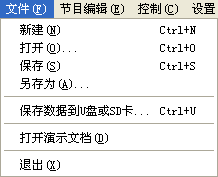 文件(F) 节目编辑(E) 控制(C) 设置
新建(N) Ctrl+N
打开(O)... Ctrl+O
保存(S) Ctrl+S
另存为(A)...
保存数据到U盘或SD卡... Ctrl+U
打开演示文档(D)
退出(X)